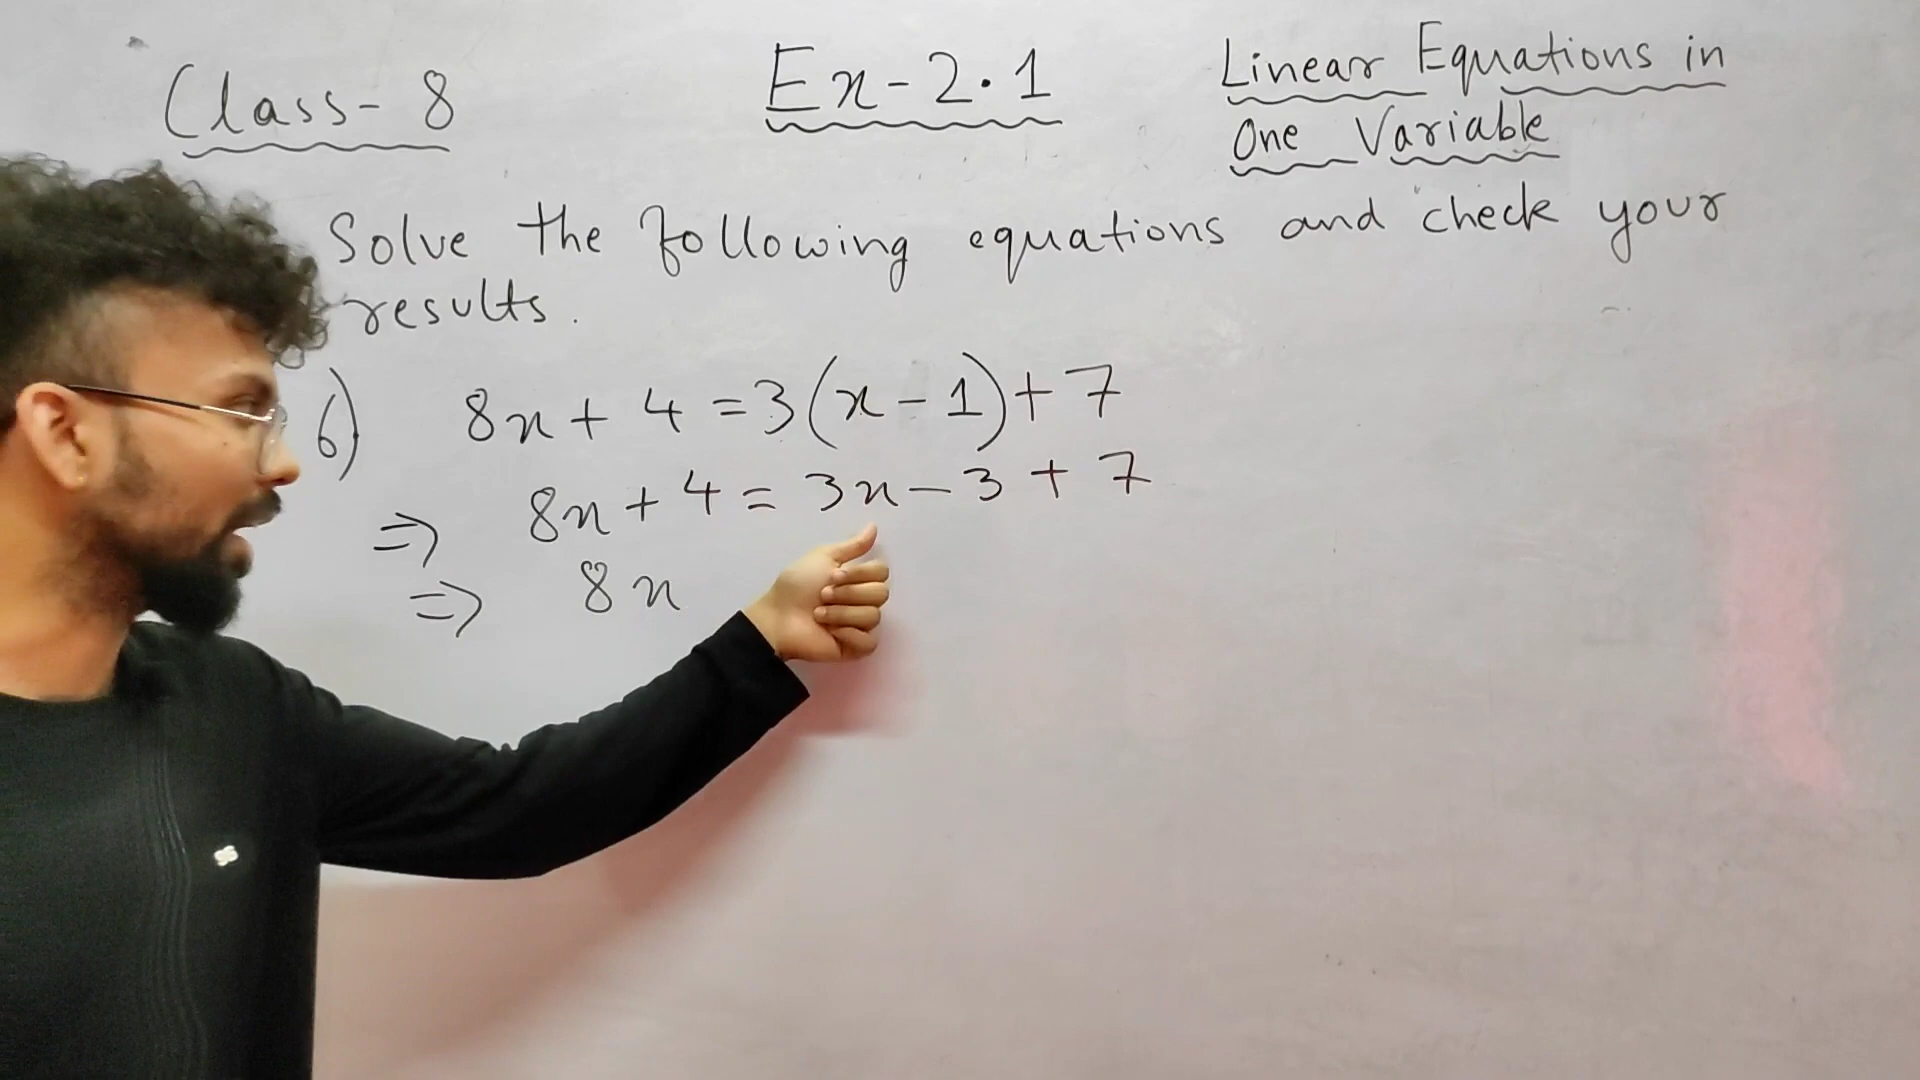 Class-8
Ex-2.1
Linear Equations in
One Variable
Solve the following equations and check your
results.
6) 8x + 4 = 3(x - 1) + 7
⇒ 8x + 4 = 3x - 3 + 7
⇒ 8x